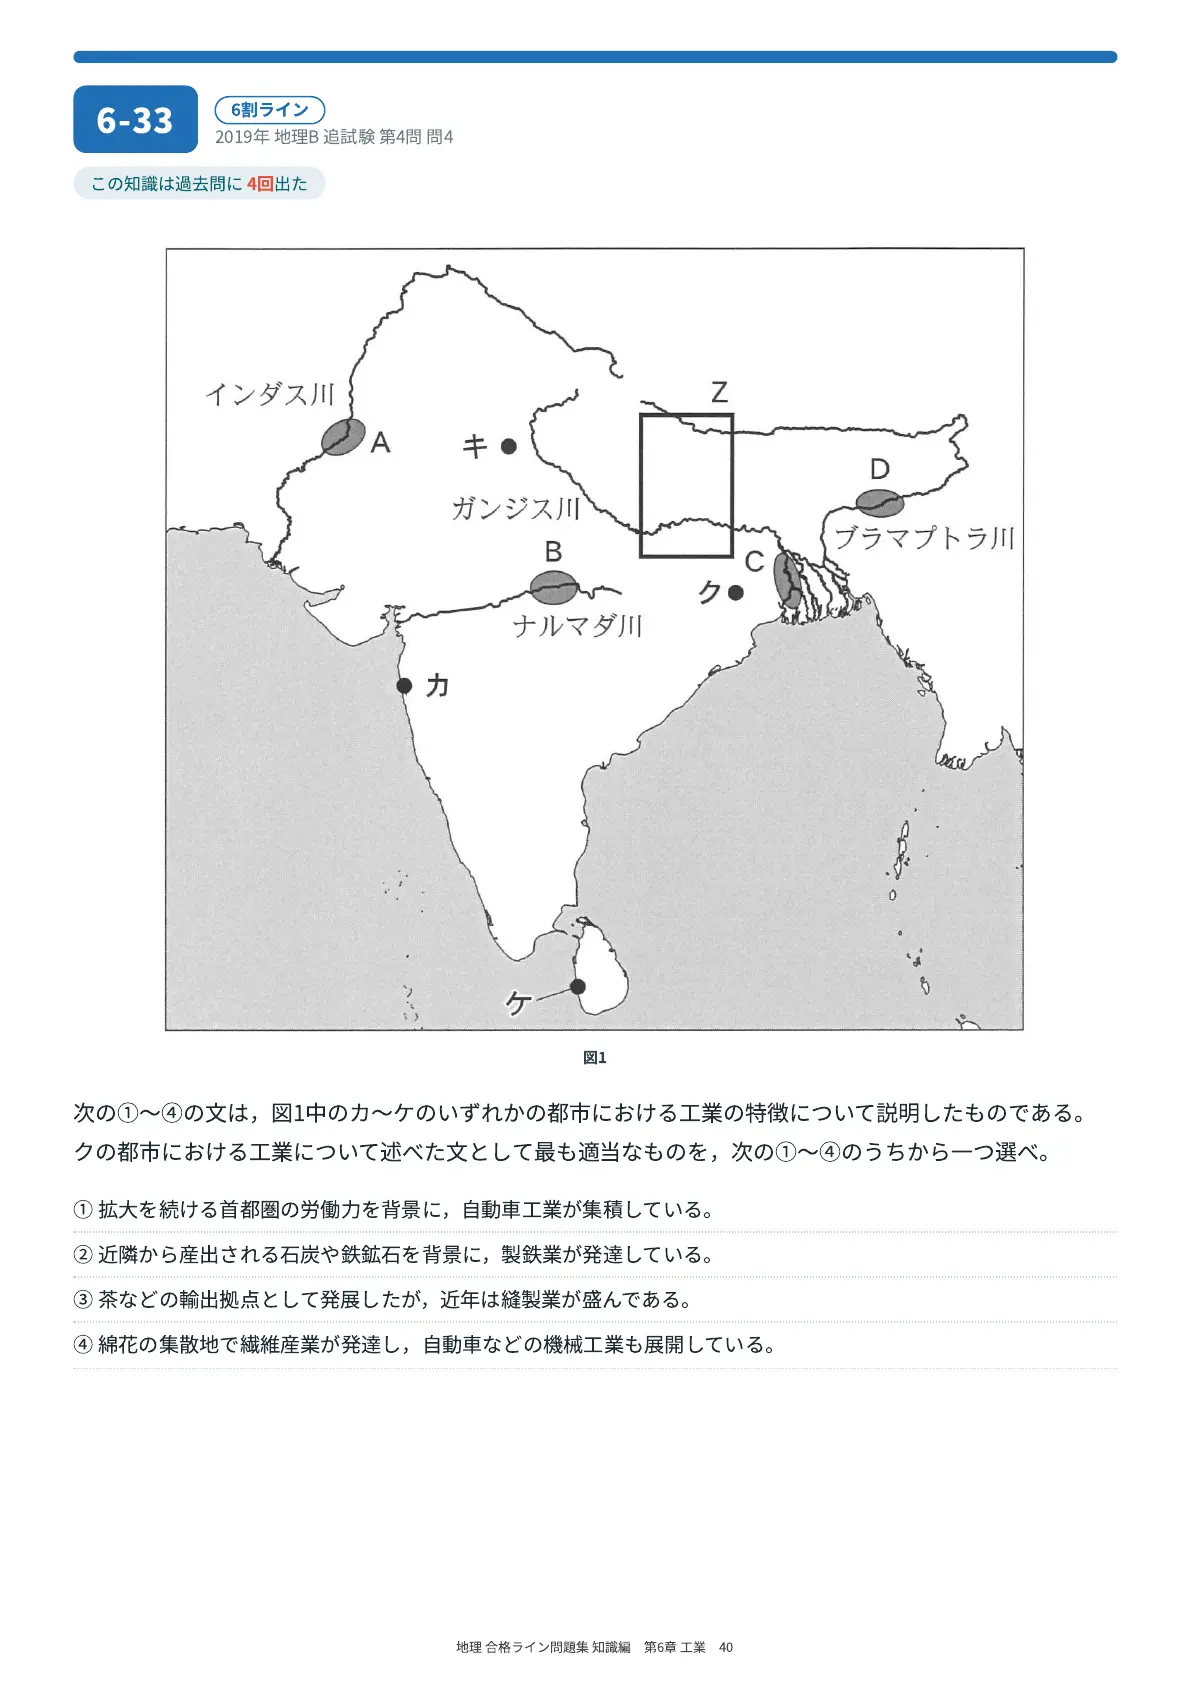 6-33
6割ライン
2019年 地理B 追試験 第4問 問4
この知識は過去問に 4回出た
Z
インダス川
A
キ
D
ガンジス川
ブラマプトラ川
B
C
ク
ナルマダ川
カ
ケ
図1
次の①〜④の文は，図1中のカ〜ケのいずれかの都市における工業の特徴について説明したものである。
クの都市における工業について述べた文として最も適当なものを，次の①〜④のうちから一つ選べ。
① 拡大を続ける首都圏の労働力を背景に，自動車工業が集積している。
② 近隣から産出される石炭や鉄鉱石を背景に，製鉄業が発達している。
③ 茶などの輸出拠点として発展したが，近年は縫製業が盛んである。
④ 綿花の集散地で繊維産業が発達し，自動車などの機械工業も展開している。
地理 合格ライン問題集 知識編　第6章 工業　40